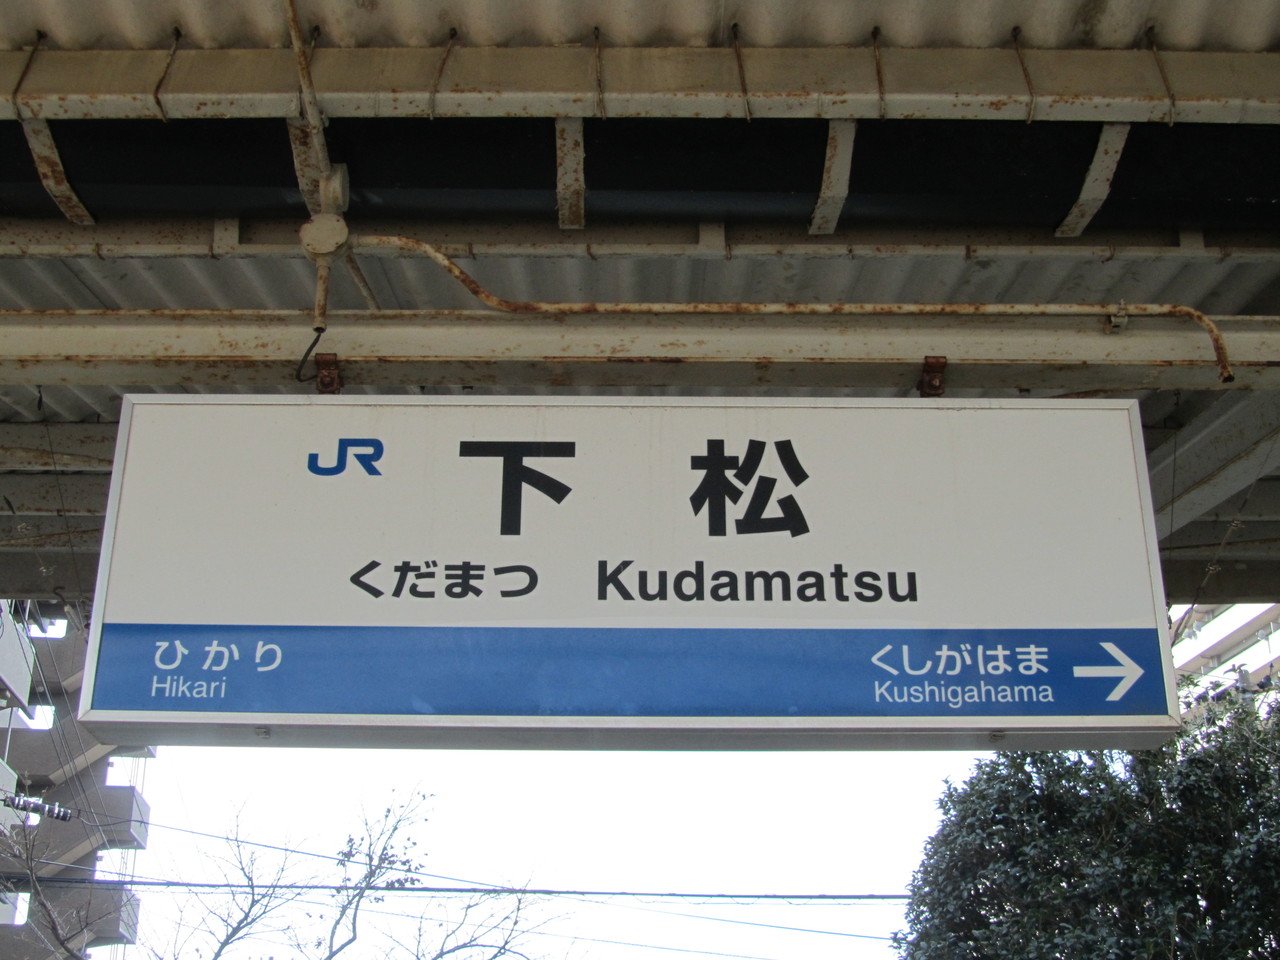 JR 下松
くだまつ Kudamatsu
ひかり くしがはま →
Hikari Kushigahama